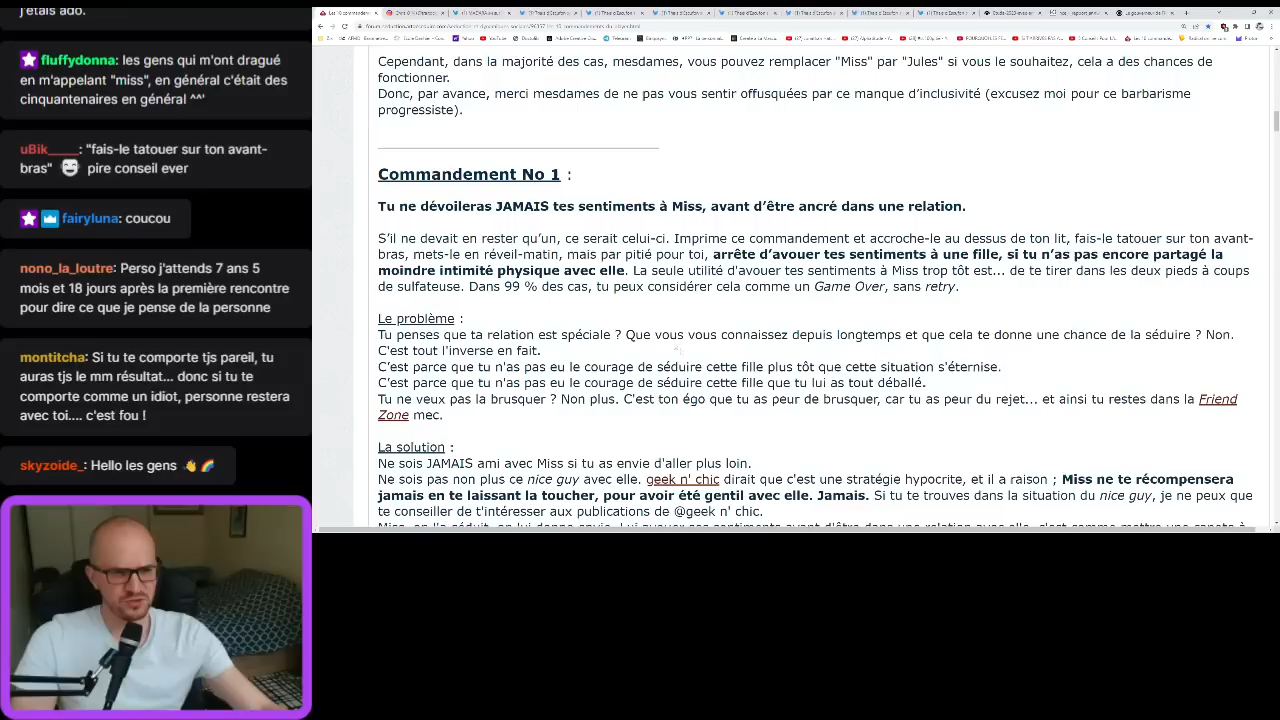 j'étais ado.
fluffydonna: les gens qui m'ont dragué
en m'appelant "miss", en général c'était des
cinquantenaires en général ^^'
uBik_____: "fais-le tatouer sur ton avant-
bras" pire conseil ever
fairyluna: coucou
nono_la_loutre: Perso j'attends 7 ans 5
mois et 18 jours après la première rencontre
pour dire ce que je pense de la personne
montitcha: Si tu te comporte tjs pareil, tu
auras tjs le mm résultat... donc si tu te
comporte comme un idiot, personne restera
avec toi.... c'est fou !
skyzoide_: Hello les gens
Cependant, dans la majorité des cas, mesdames, vous pouvez remplacer "Miss" par "Jules" si vous le souhaitez, cela a des chances de
fonctionner.
Donc, par avance, merci mesdames de ne pas vous sentir offusquées par ce manque d'inclusivité (excusez moi pour ce barbarisme
progressiste).
Commandement No 1 :
Tu ne dévoileras JAMAIS tes sentiments à Miss, avant d'être ancré dans une relation.
S'il ne devait en rester qu'un, ce serait celui-ci. Imprime ce commandement et accroche-le au dessus de ton lit, fais-le tatouer sur ton avant-
bras, mets-le en réveil-matin, mais par pitié pour toi, arrête d'avouer tes sentiments à une fille, si tu n'as pas encore partagé la
moindre intimité physique avec elle. La seule utilité d'avouer tes sentiments à Miss trop tôt est... de te tirer dans les deux pieds à coups
de sulfateuse. Dans 99 % des cas, tu peux considérer cela comme un Game Over, sans retry.
Le problème :
Tu penses que ta relation est spéciale ? Que vous vous connaissez depuis longtemps et que cela te donne une chance de la séduire ? Non.
C'est tout l'inverse en fait.
C'est parce que tu n'as pas eu le courage de séduire cette fille plus tôt que cette situation s'éternise.
C'est parce que tu n'as pas eu le courage de séduire cette fille que tu lui as tout déballé.
Tu ne veux pas la brusquer ? Non plus. C'est ton égo que tu as peur de brusquer, car tu as peur du rejet... et ainsi tu restes dans la Friend
Zone mec.
La solution :
Ne sois JAMAIS ami avec Miss si tu as envie d'aller plus loin.
Ne sois pas non plus ce nice guy avec elle. geek n' chic dirait que c'est une stratégie hypocrite, et il a raison ; Miss ne te récompensera
jamais en te laissant la toucher, pour avoir été gentil avec elle. Jamais. Si tu te trouves dans la situation du nice guy, je ne peux que
te conseiller de t'intéresser aux publications de @geek n' chic.